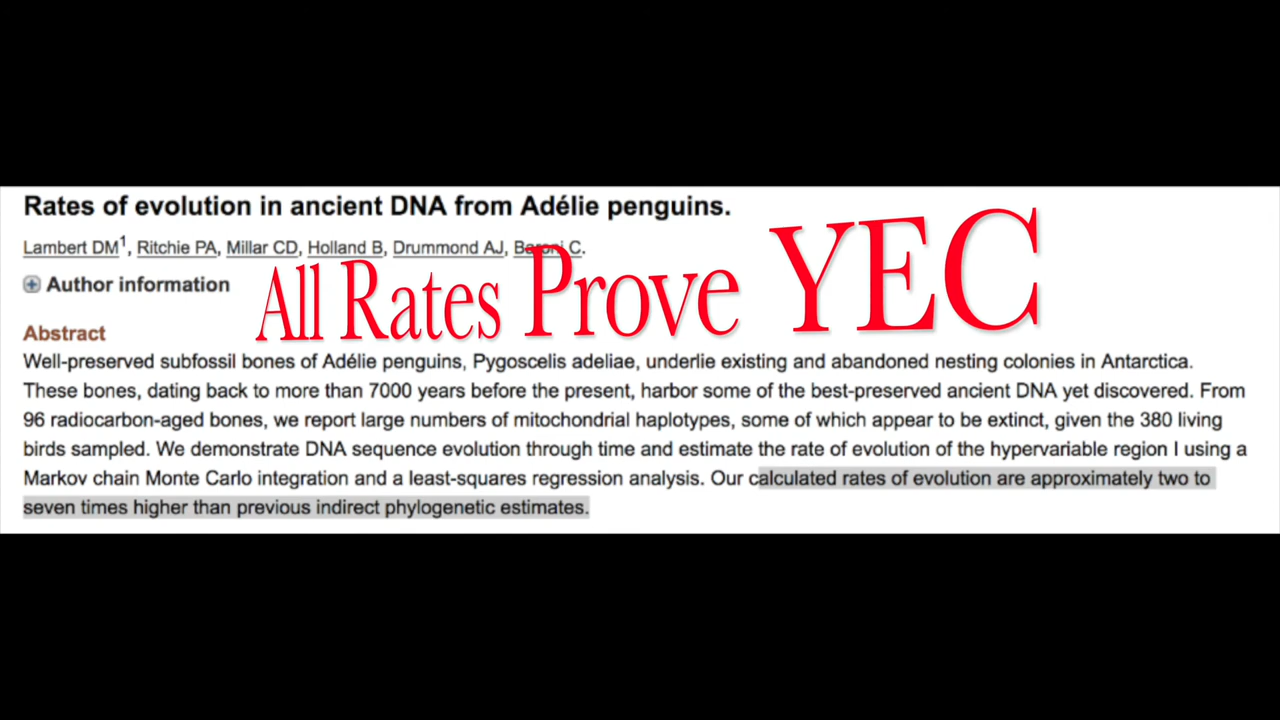 Rates of evolution in ancient DNA from Adélie penguins.
Lambert DM1, Ritchie PA, Millar CD, Holland B, Drummond AJ, Baroni C.
Author information
All Rates Prove YEC
Abstract
Well-preserved subfossil bones of Adélie penguins, Pygoscelis adeliae, underlie existing and abandoned nesting colonies in Antarctica.
These bones, dating back to more than 7000 years before the present, harbor some of the best-preserved ancient DNA yet discovered. From
96 radiocarbon-aged bones, we report large numbers of mitochondrial haplotypes, some of which appear to be extinct, given the 380 living
birds sampled. We demonstrate DNA sequence evolution through time and estimate the rate of evolution of the hypervariable region I using a
Markov chain Monte Carlo integration and a least-squares regression analysis. Our calculated rates of evolution are approximately two to
seven times higher than previous indirect phylogenetic estimates.